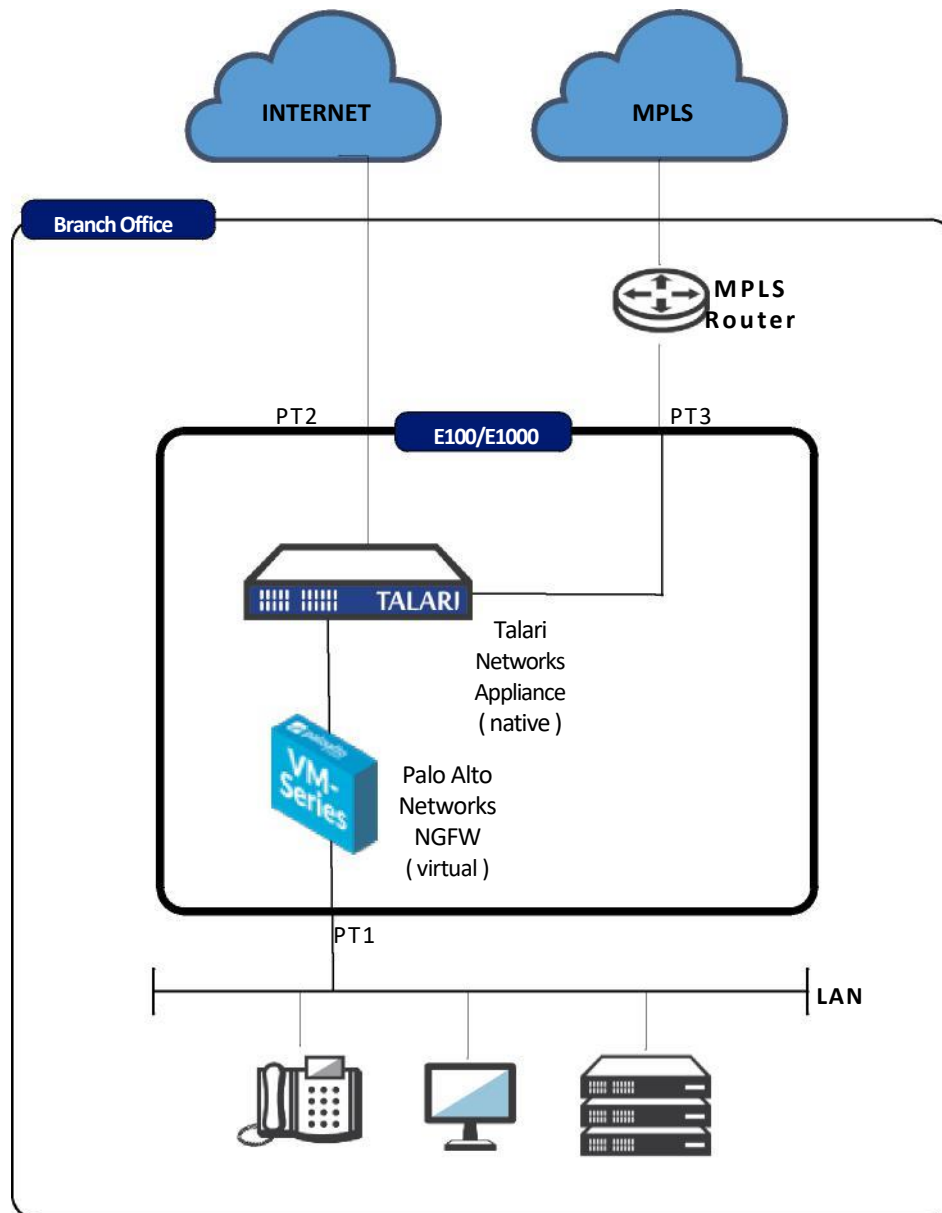 INTERNET
MPLS
Branch Office
MPLS
Router
PT2
PT3
E100/E1000
TALARI
Talari
Networks
Appliance
( native )
paloalto
VM-
Series
Palo Alto
Networks
NGFW
( virtual )
PT1
LAN